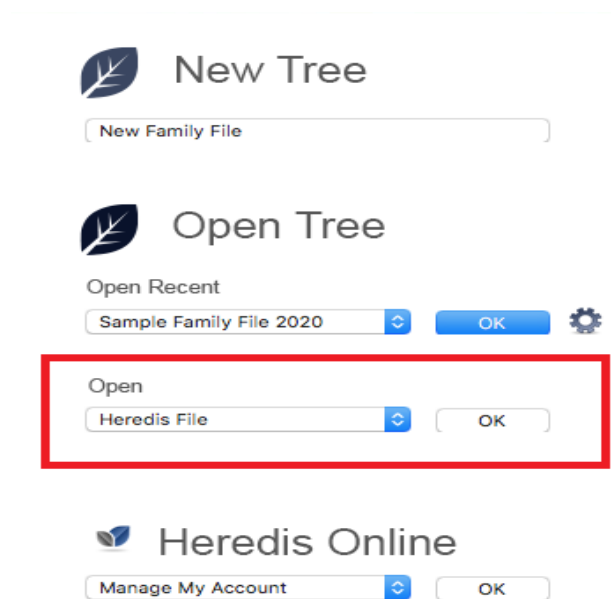 New Tree
New Family File
Open Tree
Open Recent
Sample Family File 2020 OK
Open
Heredis File OK
Heredis Online
Manage My Account OK